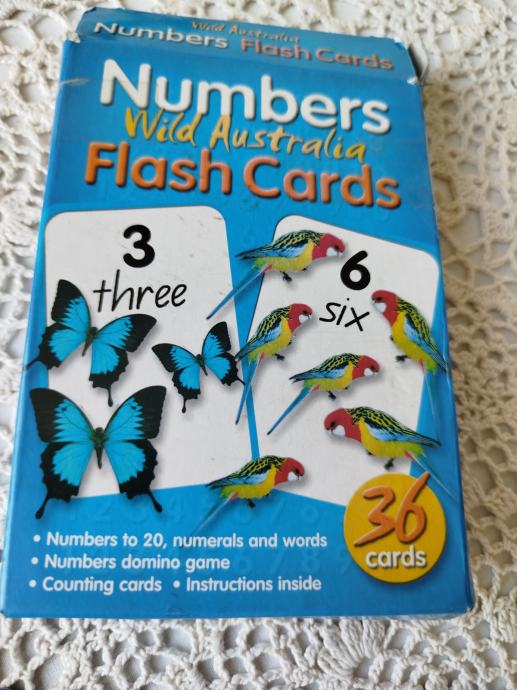 Wild Australia
Numbers Flash Cards
Numbers
Wild Australia
Flash Cards
3
three
6
six
36
cards
• Numbers to 20, numerals and words
• Numbers domino game
• Counting cards • Instructions inside